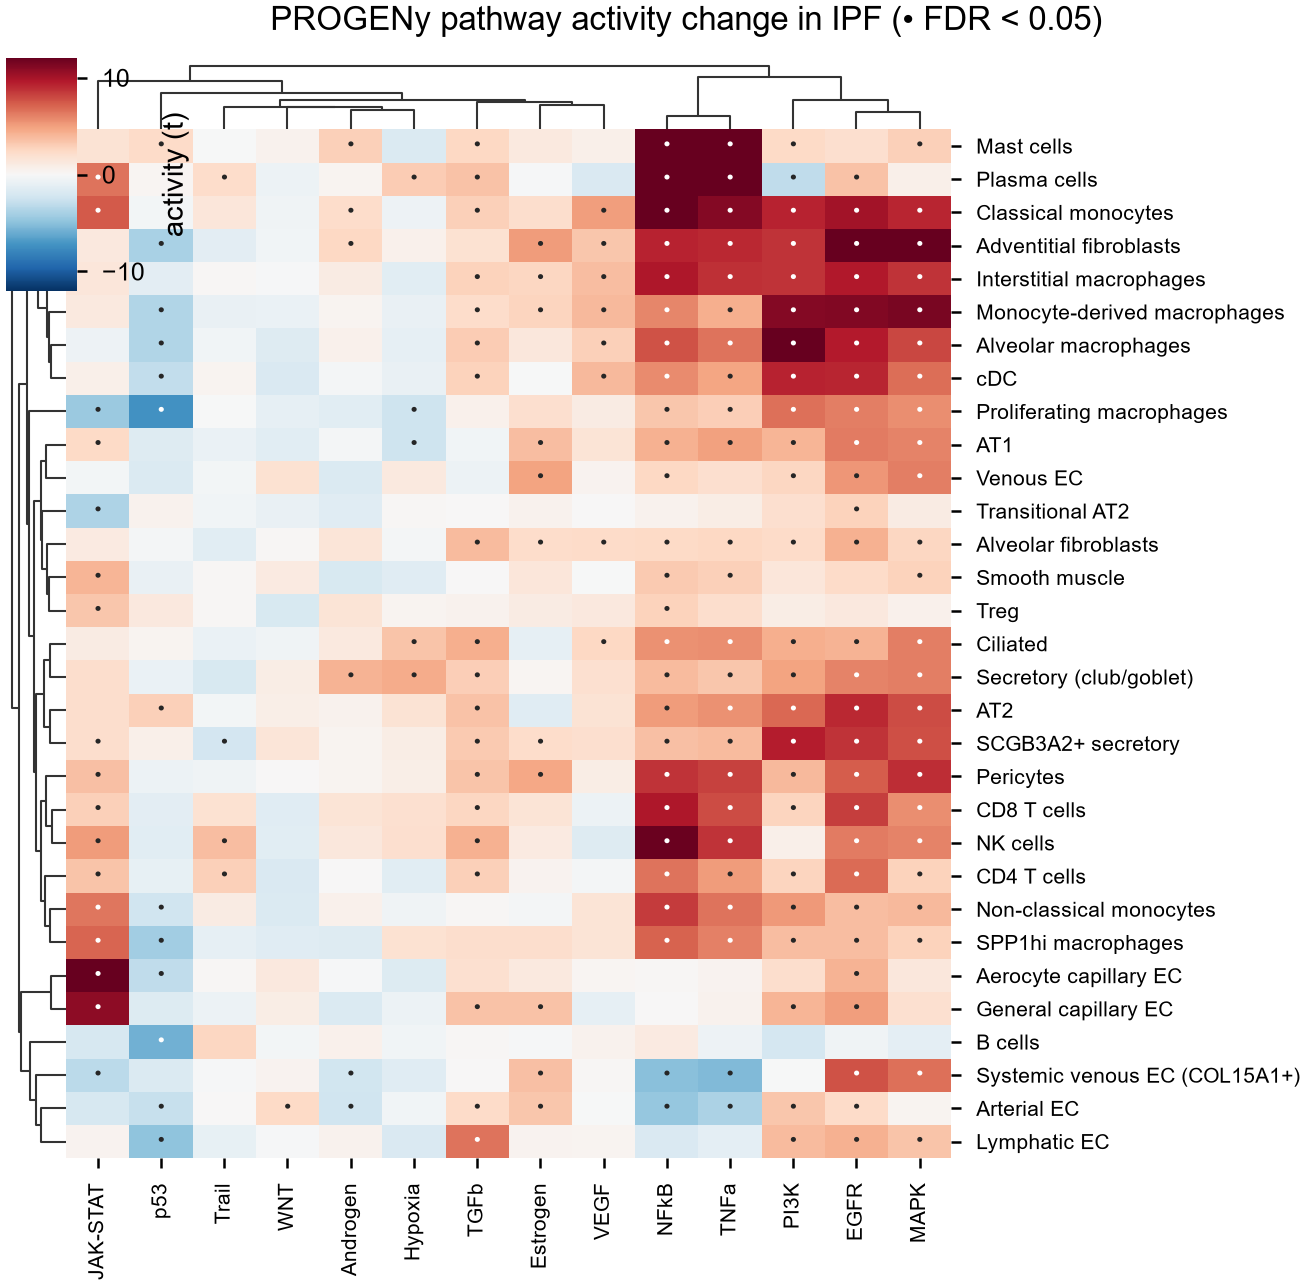 PROGENy pathway activity change in IPF (• FDR < 0.05)
10
0
−10
activity (t)
Mast cells
Plasma cells
Classical monocytes
Adventitial fibroblasts
Interstitial macrophages
Monocyte-derived macrophages
Alveolar macrophages
cDC
Proliferating macrophages
AT1
Venous EC
Transitional AT2
Alveolar fibroblasts
Smooth muscle
Treg
Ciliated
Secretory (club/goblet)
AT2
SCGB3A2+ secretory
Pericytes
CD8 T cells
NK cells
CD4 T cells
Non-classical monocytes
SPP1hi macrophages
Aerocyte capillary EC
General capillary EC
B cells
Systemic venous EC (COL15A1+)
Arterial EC
Lymphatic EC
JAK-STAT
p53
Trail
WNT
Androgen
Hypoxia
TGFb
Estrogen
VEGF
NFkB
TNFa
PI3K
EGFR
MAPK